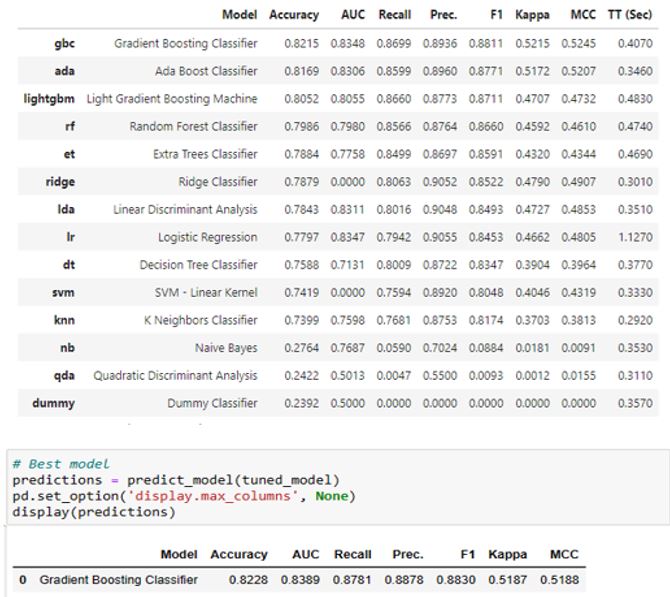 Model Accuracy AUC Recall Prec. F1 Kappa MCC TT (Sec)
gbc Gradient Boosting Classifier 0.8215 0.8348 0.8699 0.8936 0.8811 0.5215 0.5245 0.4070
ada Ada Boost Classifier 0.8169 0.8306 0.8599 0.8960 0.8771 0.5172 0.5207 0.3460
lightgbm Light Gradient Boosting Machine 0.8052 0.8055 0.8660 0.8773 0.8711 0.4707 0.4732 0.4830
rf Random Forest Classifier 0.7986 0.7980 0.8566 0.8764 0.8660 0.4592 0.4610 0.4740
et Extra Trees Classifier 0.7884 0.7758 0.8499 0.8697 0.8591 0.4320 0.4344 0.4690
ridge Ridge Classifier 0.7879 0.0000 0.8063 0.9052 0.8522 0.4790 0.4907 0.3010
lda Linear Discriminant Analysis 0.7843 0.8311 0.8016 0.9048 0.8493 0.4727 0.4853 0.3510
lr Logistic Regression 0.7797 0.8347 0.7942 0.9055 0.8453 0.4662 0.4805 1.1270
dt Decision Tree Classifier 0.7588 0.7131 0.8009 0.8722 0.8347 0.3904 0.3964 0.3770
svm SVM - Linear Kernel 0.7419 0.0000 0.7594 0.8920 0.8048 0.4046 0.4319 0.3330
knn K Neighbors Classifier 0.7399 0.7598 0.7681 0.8753 0.8174 0.3703 0.3813 0.2920
nb Naive Bayes 0.2764 0.7687 0.0590 0.7024 0.0884 0.0181 0.0091 0.3530
qda Quadratic Discriminant Analysis 0.2422 0.5013 0.0047 0.5500 0.0093 0.0012 0.0155 0.3110
dummy Dummy Classifier 0.2392 0.5000 0.0000 0.0000 0.0000 0.0000 0.0000 0.3570
# Best model
predictions = predict_model(tuned_model)
pd.set_option('display.max_columns', None)
display(predictions)
Model Accuracy AUC Recall Prec. F1 Kappa MCC
0 Gradient Boosting Classifier 0.8228 0.8389 0.8781 0.8878 0.8830 0.5187 0.5188